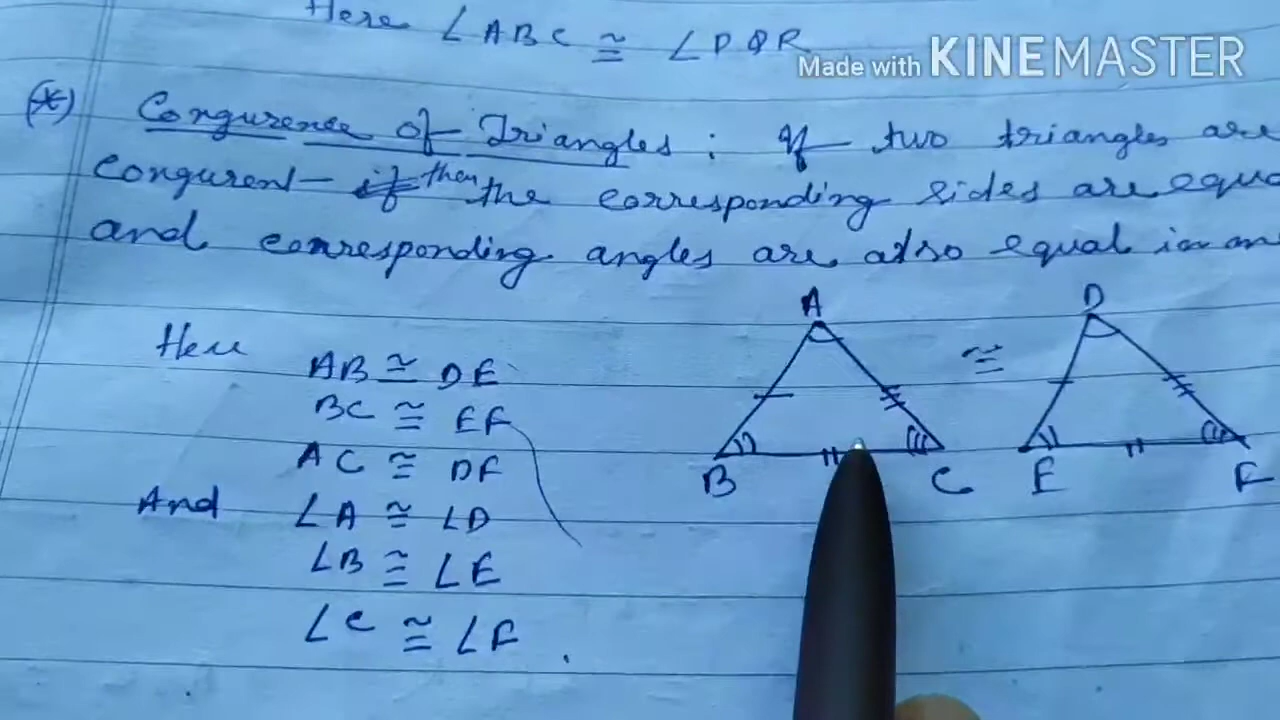 Here ∠ABC ≅ ∠PQR
Made with KINEMASTER
(*) Congurence of Triangles : If two triangles are
congurent then the corresponding sides are equa
and corresponding angles are also equal in
A
D
≅
Here AB ≅ DE
BC ≅ EF
AC ≅ DF
B C E F
And ∠A ≅ ∠D
∠B ≅ ∠E
∠C ≅ ∠F .